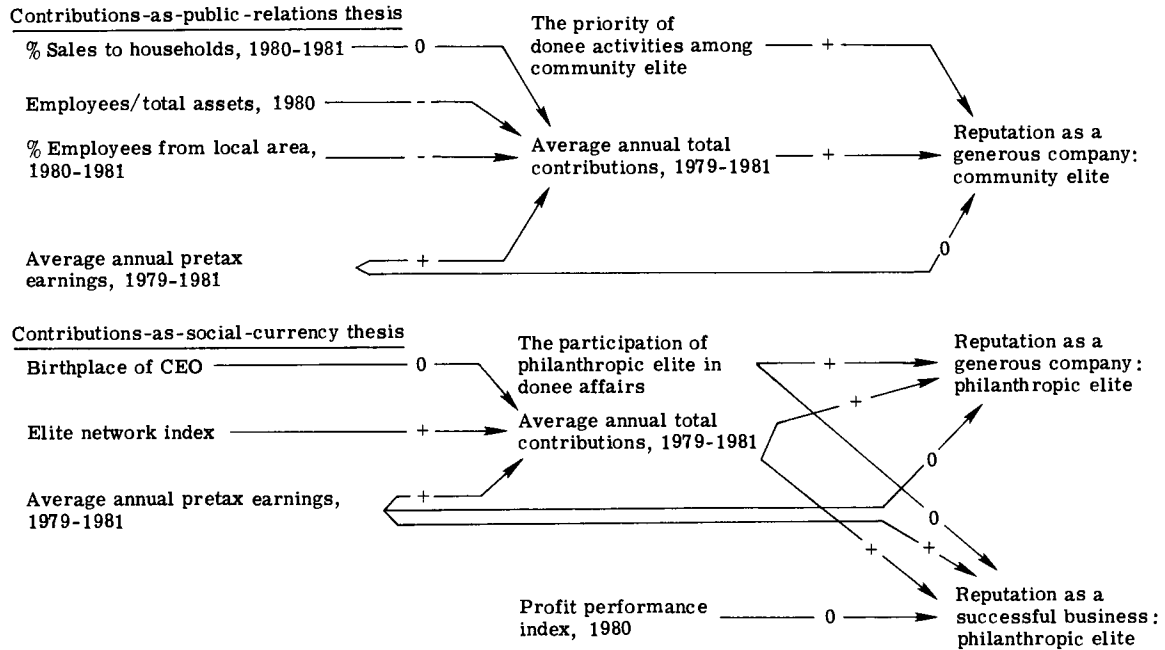 Contributions-as-public-relations thesis
% Sales to households, 1980-1981
0
The priority of
donee activities among
community elite
+
Employees/total assets, 1980
-
% Employees from local area,
1980-1981
-
Average annual total
contributions, 1979-1981
+
Reputation as a
generous company:
community elite
Average annual pretax
earnings, 1979-1981
+
0
Contributions-as-social-currency thesis
Birthplace of CEO
0
The participation of
philanthropic elite in
donee affairs
+
Reputation as a
generous company:
philanthropic elite
+
Elite network index
+
Average annual total
contributions, 1979-1981
0
Average annual pretax earnings,
1979-1981
+
0
+
+
Profit performance
index, 1980
0
Reputation as a
successful business:
philanthropic elite